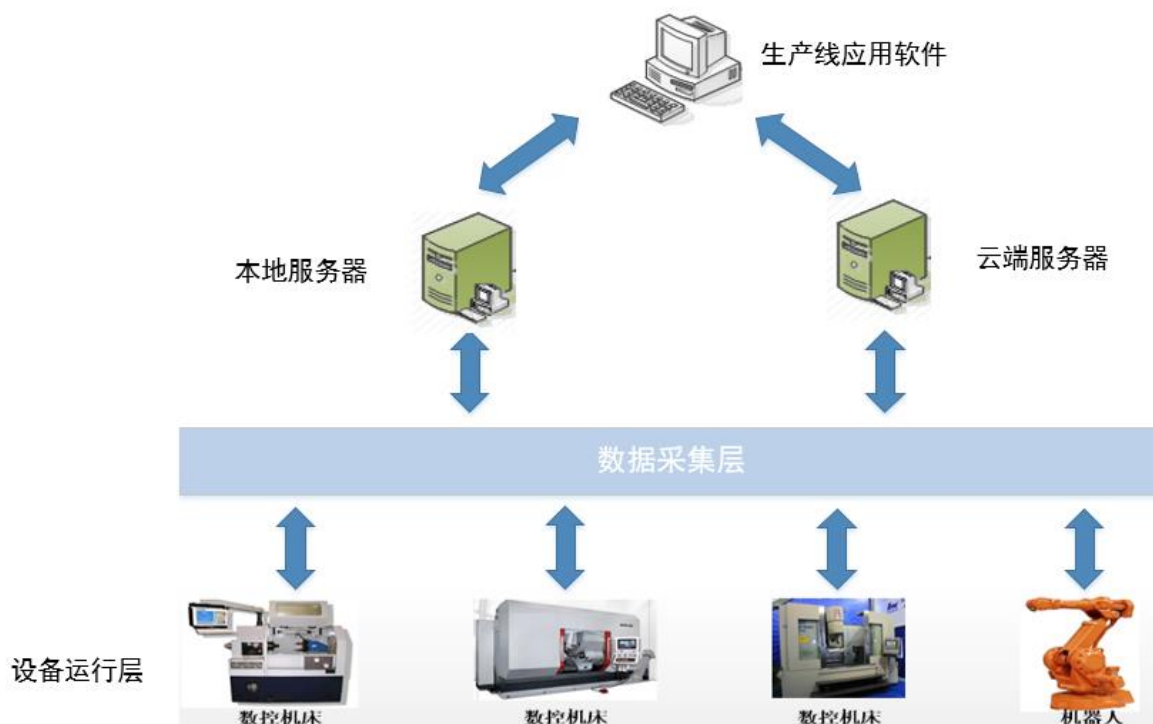 生产线应用软件
本地服务器
云端服务器
数据采集层
设备运行层
数控机床
数控机床
数控机床
机器人